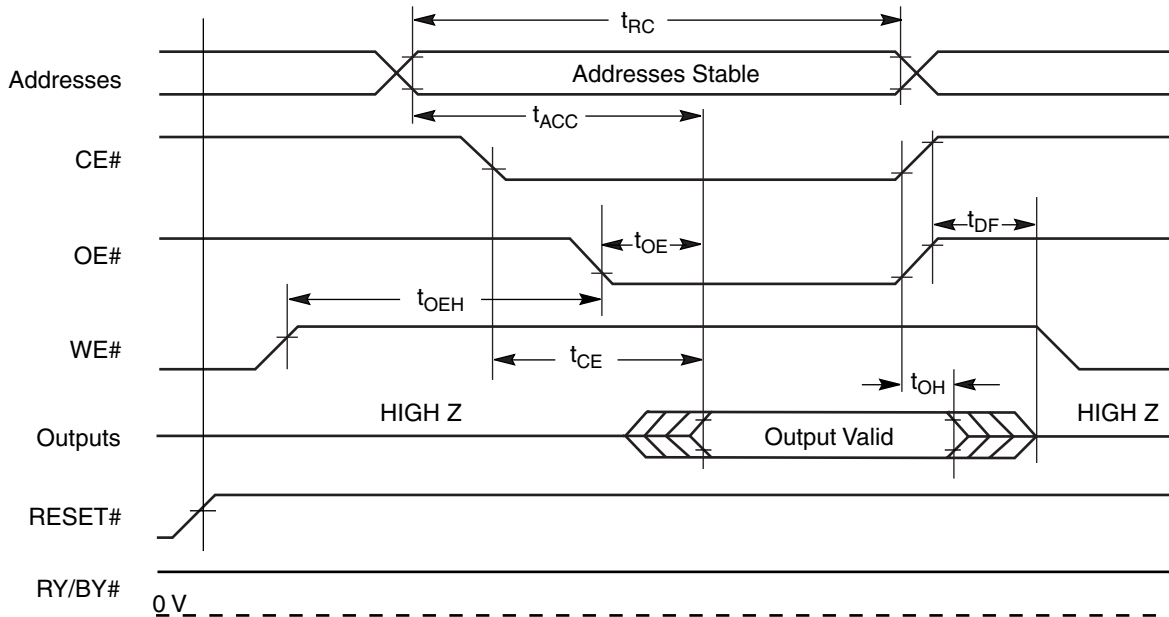 tRC
Addresses
Addresses Stable
tACC
CE#
tDF
OE#
tOE
tOEH
WE#
tCE
tOH
HIGH Z
HIGH Z
Outputs
Output Valid
RESET#
RY/BY#
0 V